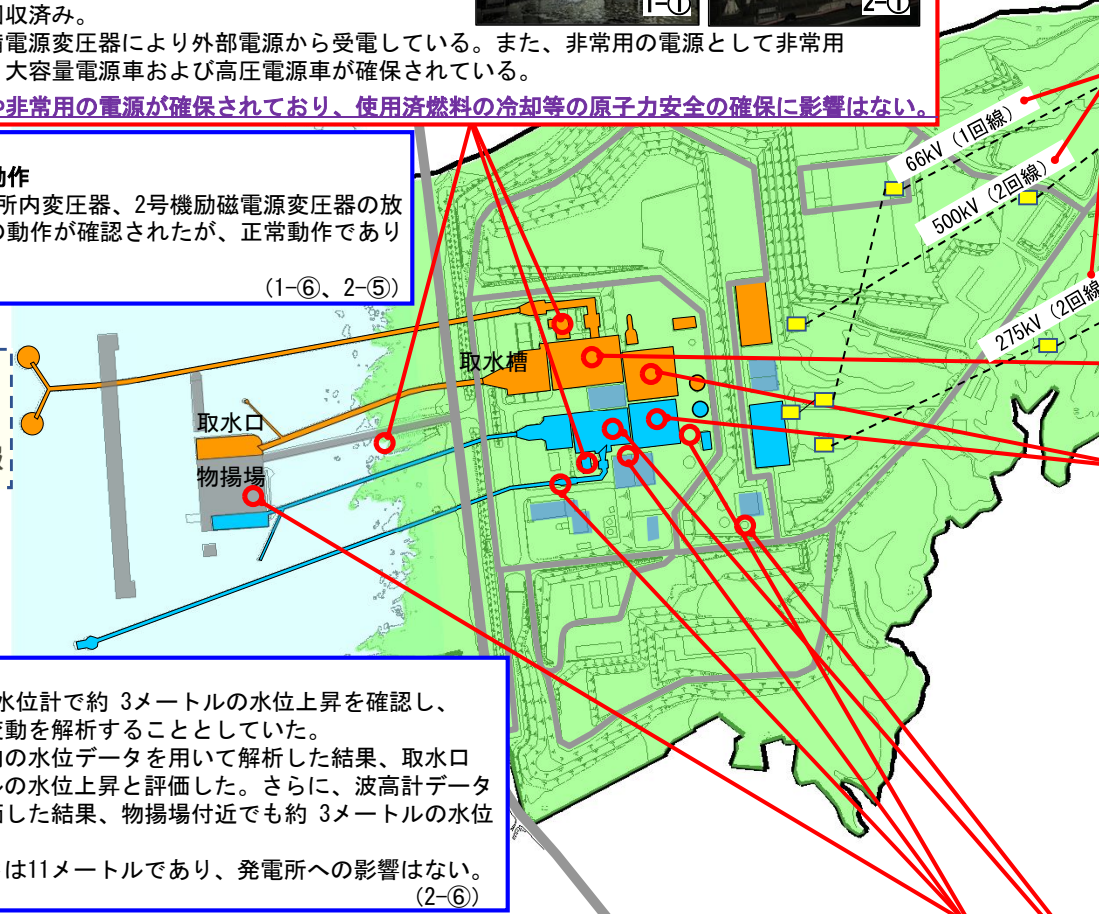 回収済み。
1-①
2-①
電源変圧器により外部電源から受電している。また、非常用の電源として非常用
大容量電源車および高圧電源車が確保されている。
や非常用の電源が確保されており、使用済燃料の冷却等の原子力安全の確保に影響はない。
動作
所内変圧器、2号機励磁電源変圧器の放
の動作が確認されたが、正常動作であり
(1-⑥、2-⑤)
66kV (1回線)
500kV (2回線)
275kV (2回線
取水槽
取水口
物揚場
水位計で約 3メートルの水位上昇を確認し、
変動を解析することとしていた。
の水位データを用いて解析した結果、取水口
ルの水位上昇と評価した。さらに、波高計データ
した結果、物揚場付近でも約 3メートルの水位
は11メートルであり、発電所への影響はない。
(2-⑥)